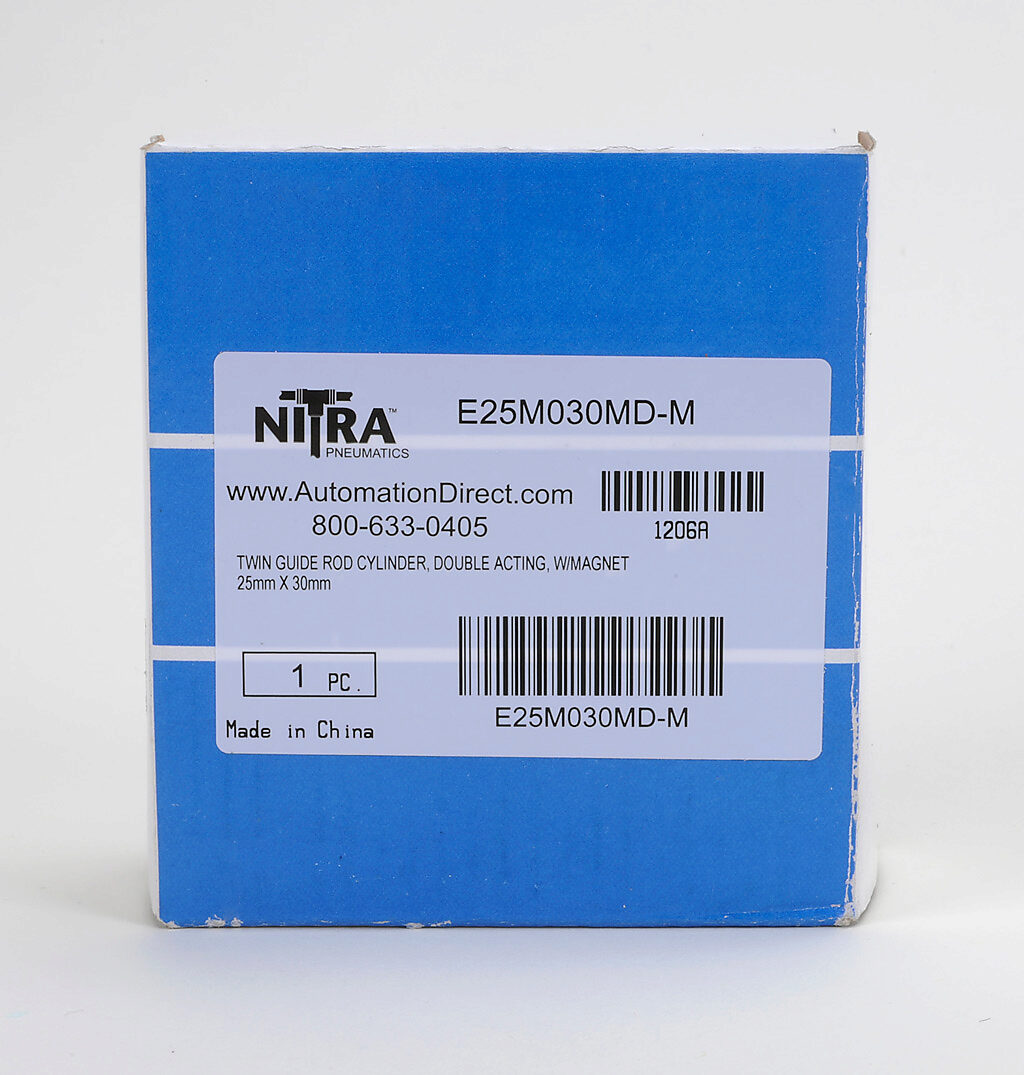 NITRA™
PNEUMATICS
E25M030MD-M
www.AutomationDirect.com
800-633-0405
1206A
TWIN GUIDE ROD CYLINDER, DOUBLE ACTING, W/MAGNET
25mm X 30mm
1 PC.
E25M030MD-M
Made in China